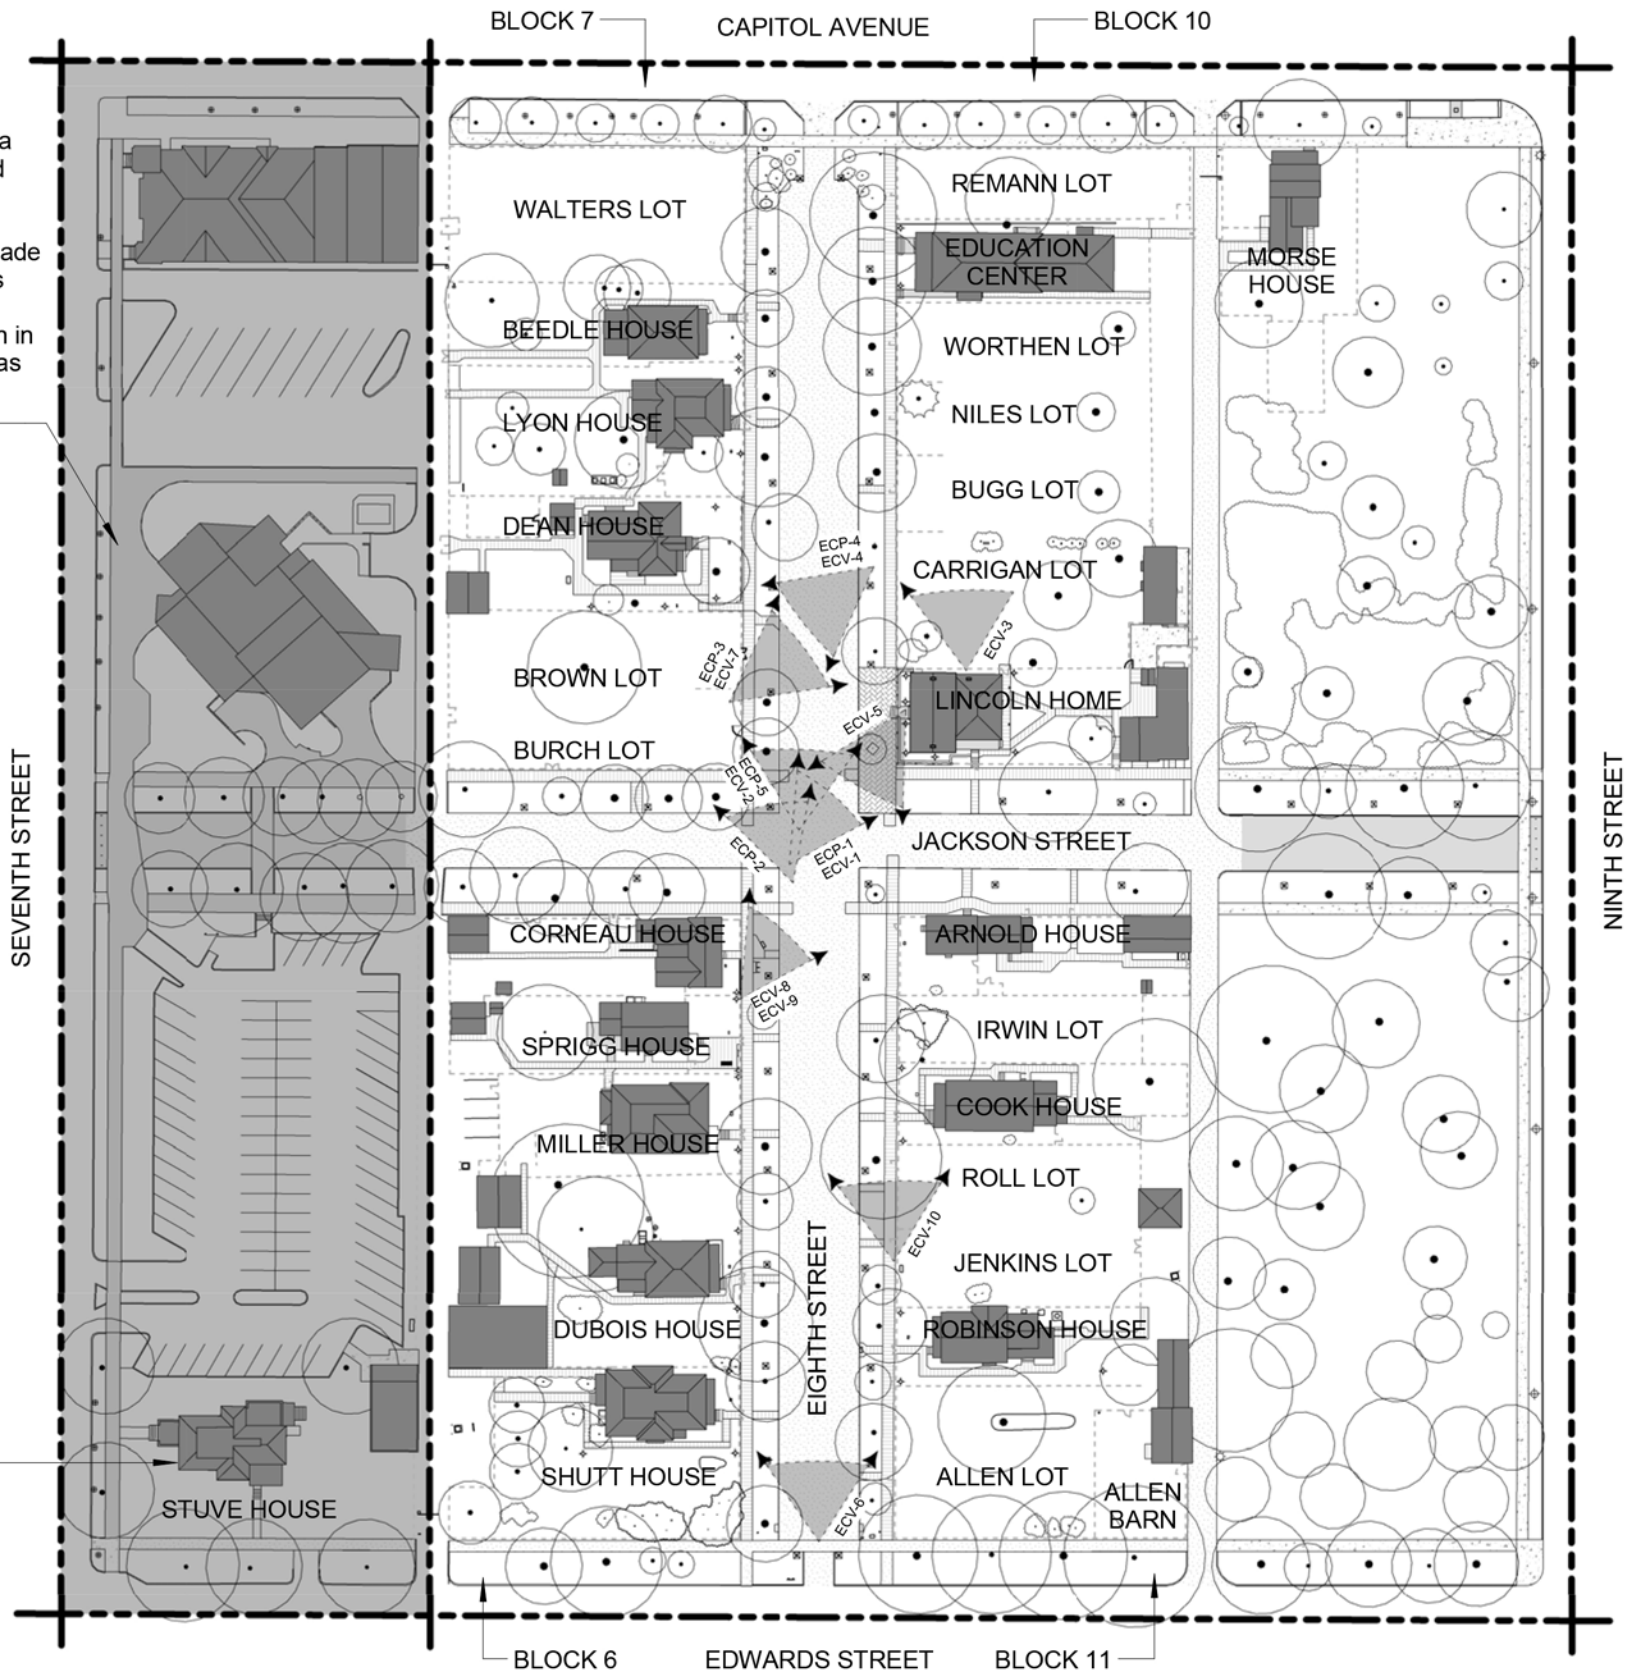 BLOCK 7
CAPITOL AVENUE
BLOCK 10
a
d
ade
s
n in
as
WALTERS LOT
REMANN LOT
EDUCATION
CENTER
MORSE
HOUSE
BEEDLE HOUSE
WORTHEN LOT
LYON HOUSE
NILES LOT
BUGG LOT
DEAN HOUSE
ECP-4
ECV-4
CARRIGAN LOT
ECV-3
ECP-3
ECV-7
BROWN LOT
LINCOLN HOME
ECV-5
BURCH LOT
ECP-5
ECV-2
SEVENTH STREET
NINTH STREET
JACKSON STREET
ECP-2
ECP-1
ECV-1
CORNEAU HOUSE
ARNOLD HOUSE
ECV-8
ECV-9
SPRIGG HOUSE
IRWIN LOT
COOK HOUSE
MILLER HOUSE
ROLL LOT
ECV-10
JENKINS LOT
EIGHTH STREET
DUBOIS HOUSE
ROBINSON HOUSE
SHUTT HOUSE
ALLEN LOT
ALLEN
BARN
ECV-6
STUVE HOUSE
BLOCK 6
EDWARDS STREET
BLOCK 11